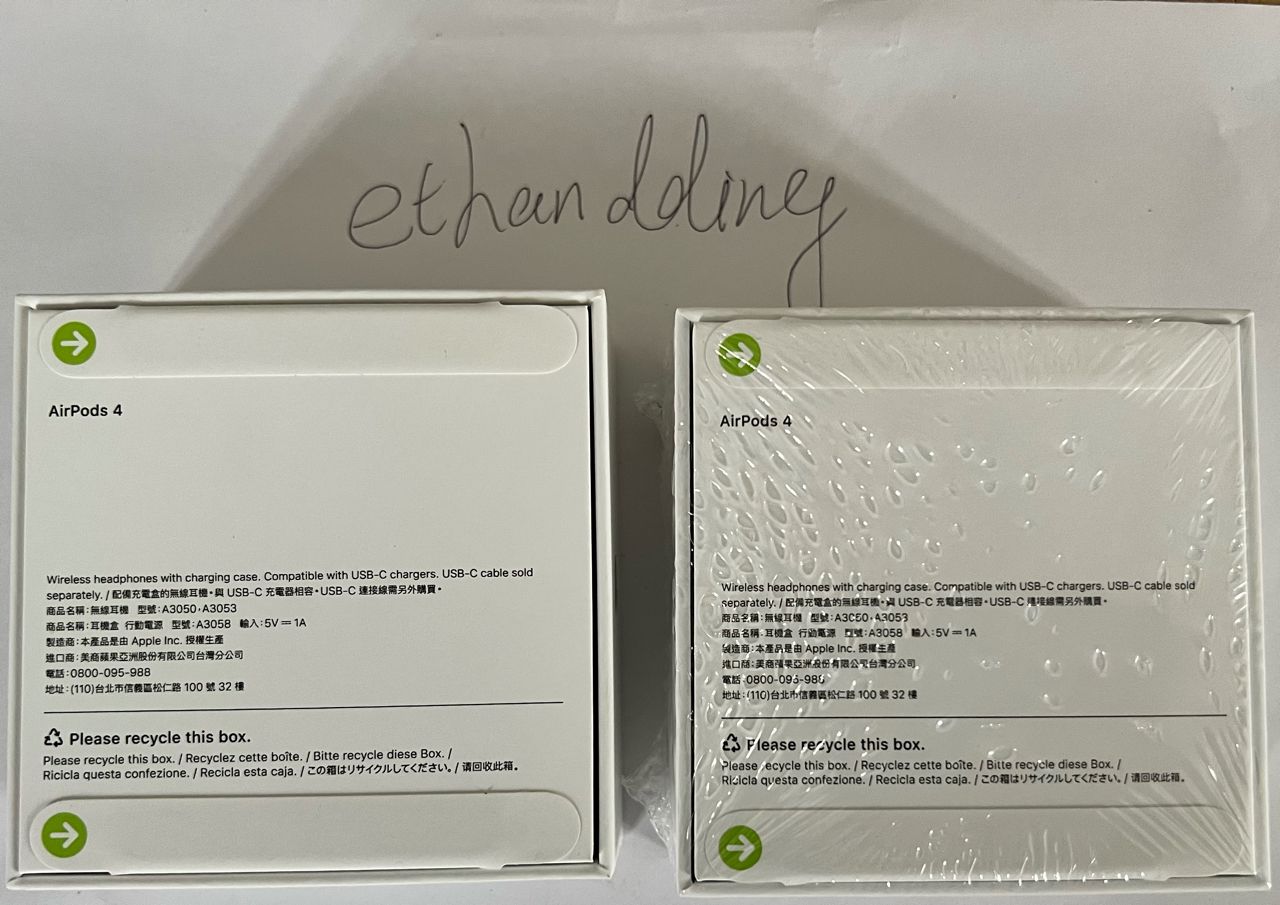 ethandding
AirPods 4
Wireless headphones with charging case. Compatible with USB-C chargers. USB-C cable sold
separately. / 配備充電盒的無線耳機。與 USB-C 充電器相容。USB-C 連接線需另外購買。
商品名稱：無線耳機 型號：A3050、A3053
商品名稱：耳機盒 行動電源 型號：A3058 輸入：5V⎓1A
製造商：本產品是由 Apple Inc. 授權生產
進口商：美商蘋果亞洲股份有限公司台灣分公司
電話：0800-095-988
地址：(110)台北市信義區松仁路 100 號 32 樓
Please recycle this box.
Please recycle this box. / Recyclez cette boîte. / Bitte recycle diese Box. /
Ricicla questa confezione. / Recicla esta caja. / この箱はリサイクルしてください。/ 请回收此箱。
AirPods 4
Wireless headphones with charging case. Compatible with USB-C chargers. USB-C cable sold
separately. / 配備充電盒的無線耳機。與 USB-C 充電器相容。USB-C 連接線需另外購買。
商品名稱：無線耳機 型號：A3050、A3053
商品名稱：耳機盒 行動電源 型號：A3058 輸入：5V⎓1A
製造商：本產品是由 Apple Inc. 授權生產
進口商：美商蘋果亞洲股份有限公司台灣分公司
電話：0800-095-988
地址：(110)台北市信義區松仁路 100 號 32 樓
Please recycle this box.
Please recycle this box. / Recyclez cette boîte. / Bitte recycle diese Box. /
Ricicla questa confezione. / Recicla esta caja. / この箱はリサイクルしてください。/ 请回收此箱。